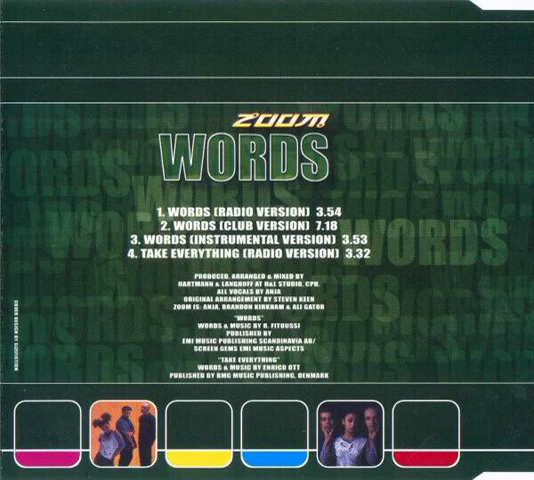 ZOOM
WORDS
1. WORDS (RADIO VERSION) 3.54
2. WORDS (CLUB VERSION) 7.18
3. WORDS (INSTRUMENTAL VERSION) 3.53
4. TAKE EVERYTHING (RADIO VERSION) 3.32
PRODUCED, ARRANGED & MIXED BY
HARTMANN & LANGHOFF AT H&L STUDIO, CPH.
ALL VOCALS BY ANJA
ORIGINAL ARRANGEMENT BY STEVEN KEEN
ZOOM IS: ANJA, BRANDON KIRKHAM & ALI GATOR
"WORDS"
WORDS & MUSIC BY R. FITOUSSI
PUBLISHED BY
EMI MUSIC PUBLISHING SCANDINAVIA AB/
SCREEN GEMS EMI MUSIC ASPECTS
"TAKE EVERYTHING"
WORDS & MUSIC BY ENRICO OTT
PUBLISHED BY BMG MUSIC PUBLISHING, DENMARK
WORDS